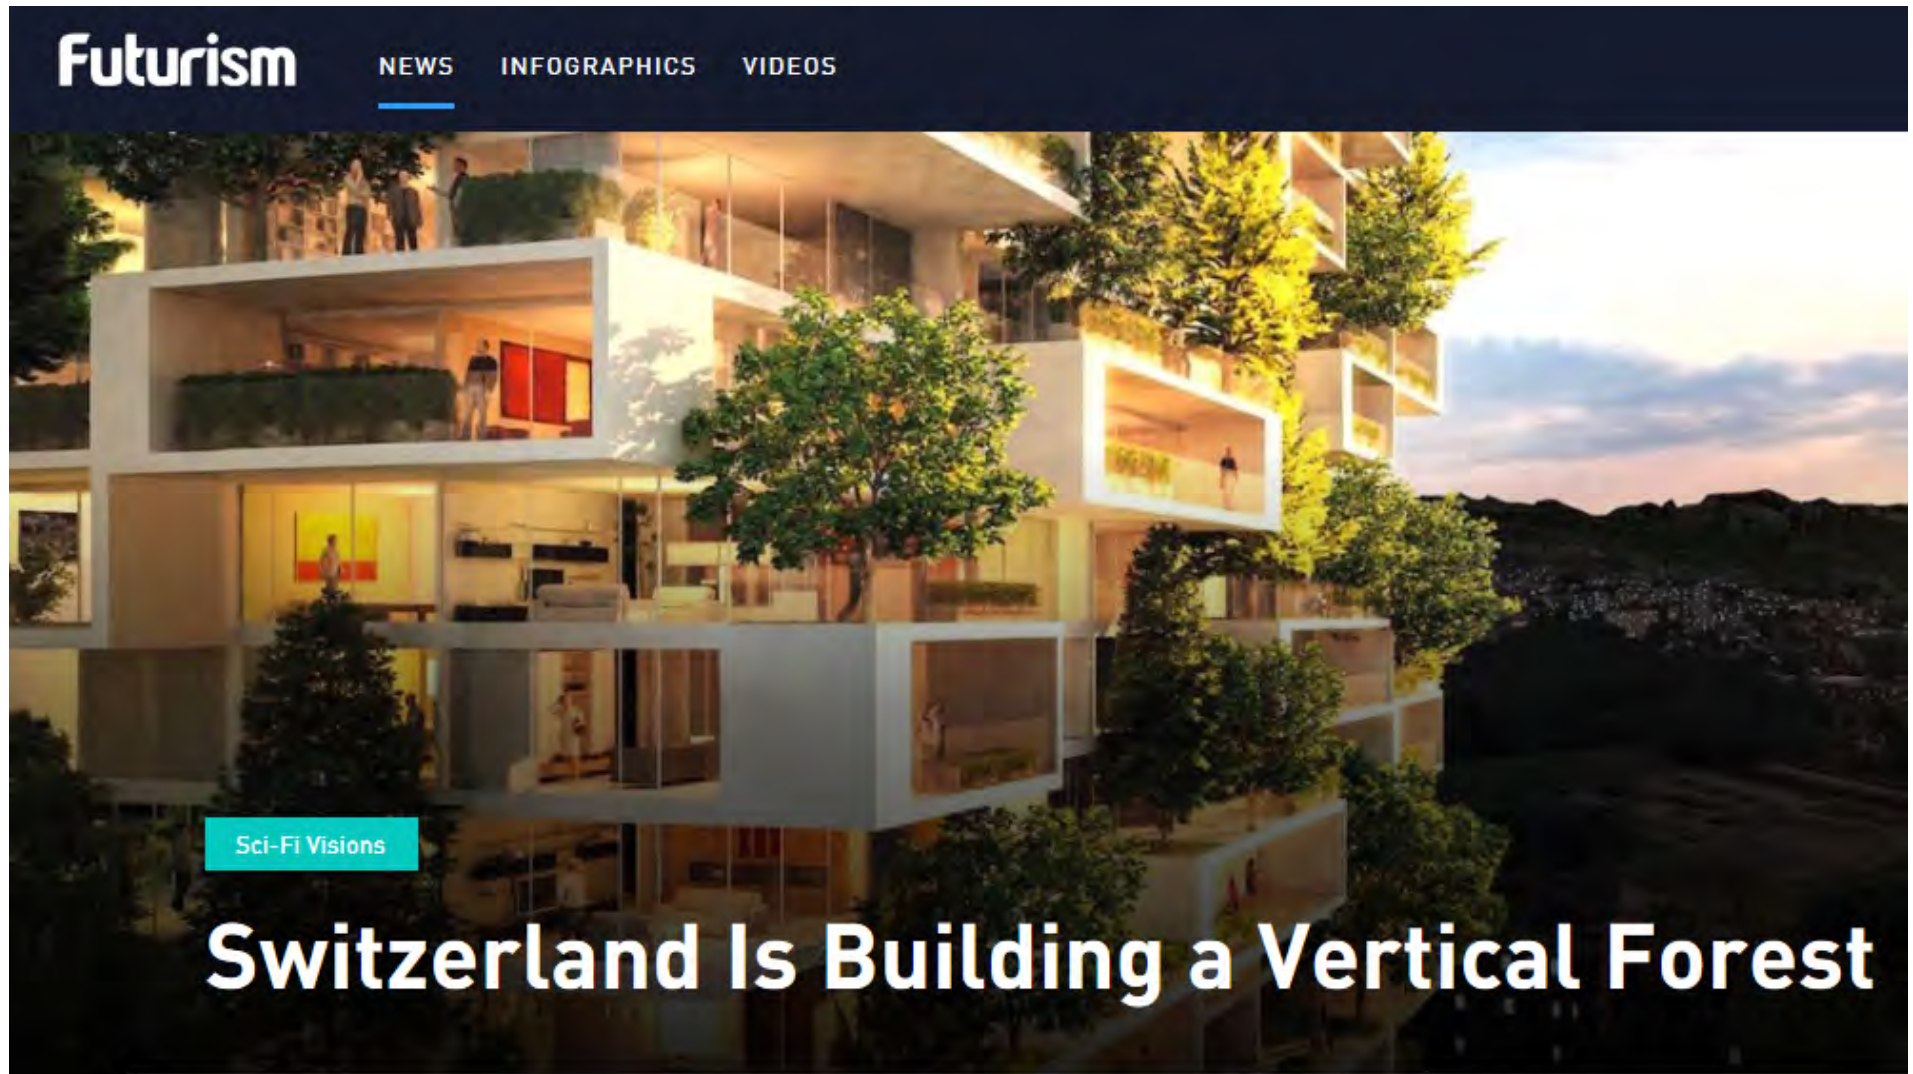 Futurism
NEWS INFOGRAPHICS VIDEOS
Sci-Fi Visions
Switzerland Is Building a Vertical Forest